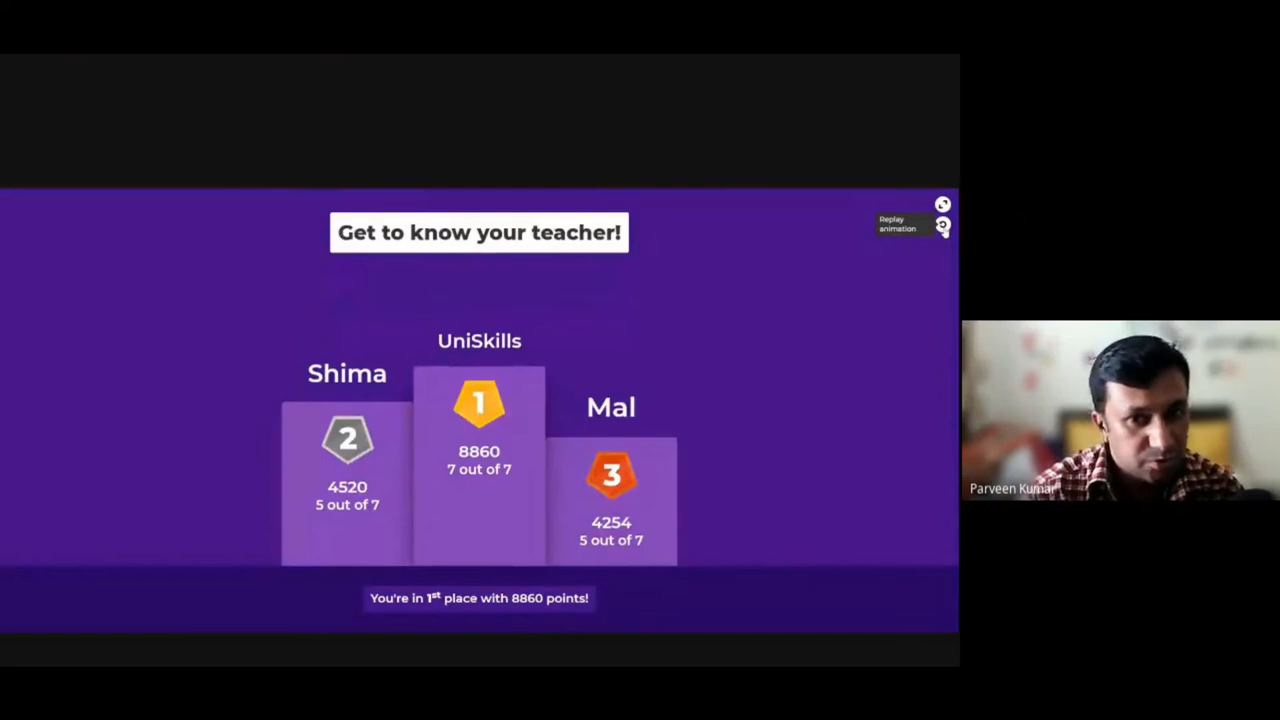 Get to know your teacher!
Replay
animation
UniSkills
Shima
Mal
1
8860
7 out of 7
2
4520
5 out of 7
3
4254
5 out of 7
You're in 1st place with 8860 points!
Parveen Kumar